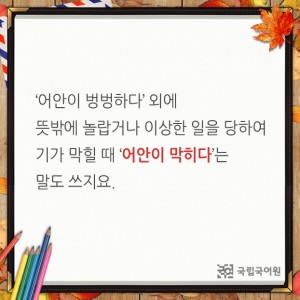 ‘어안이 벙벙하다’ 외에
뜻밖에 놀랍거나 이상한 일을 당하여
기가 막힐 때 ‘어안이 막히다’는
말도 쓰지요.
국립국어원